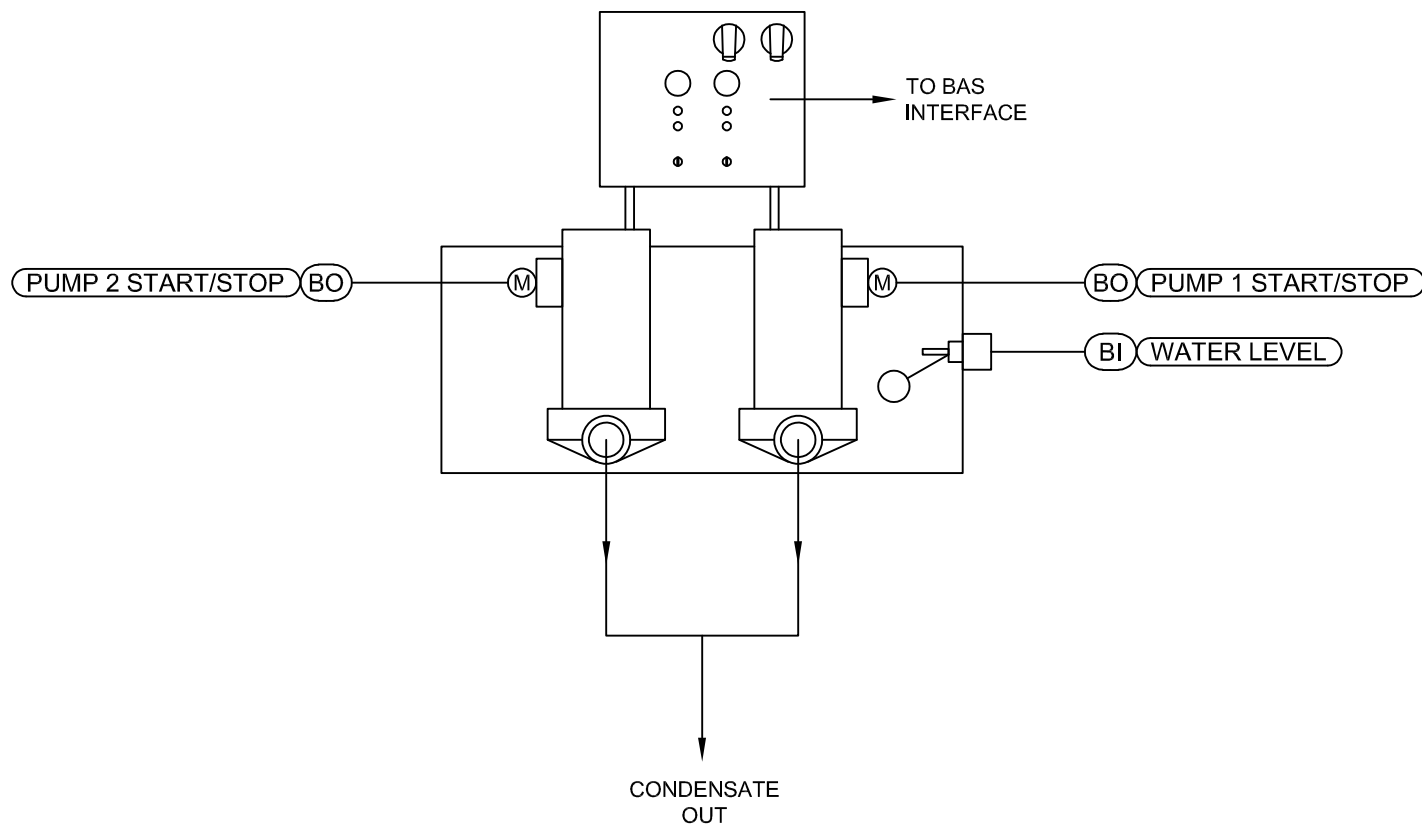 TO BAS
INTERFACE
PUMP 2 START/STOP BO
M
M
BO PUMP 1 START/STOP
BI WATER LEVEL
CONDENSATE
OUT